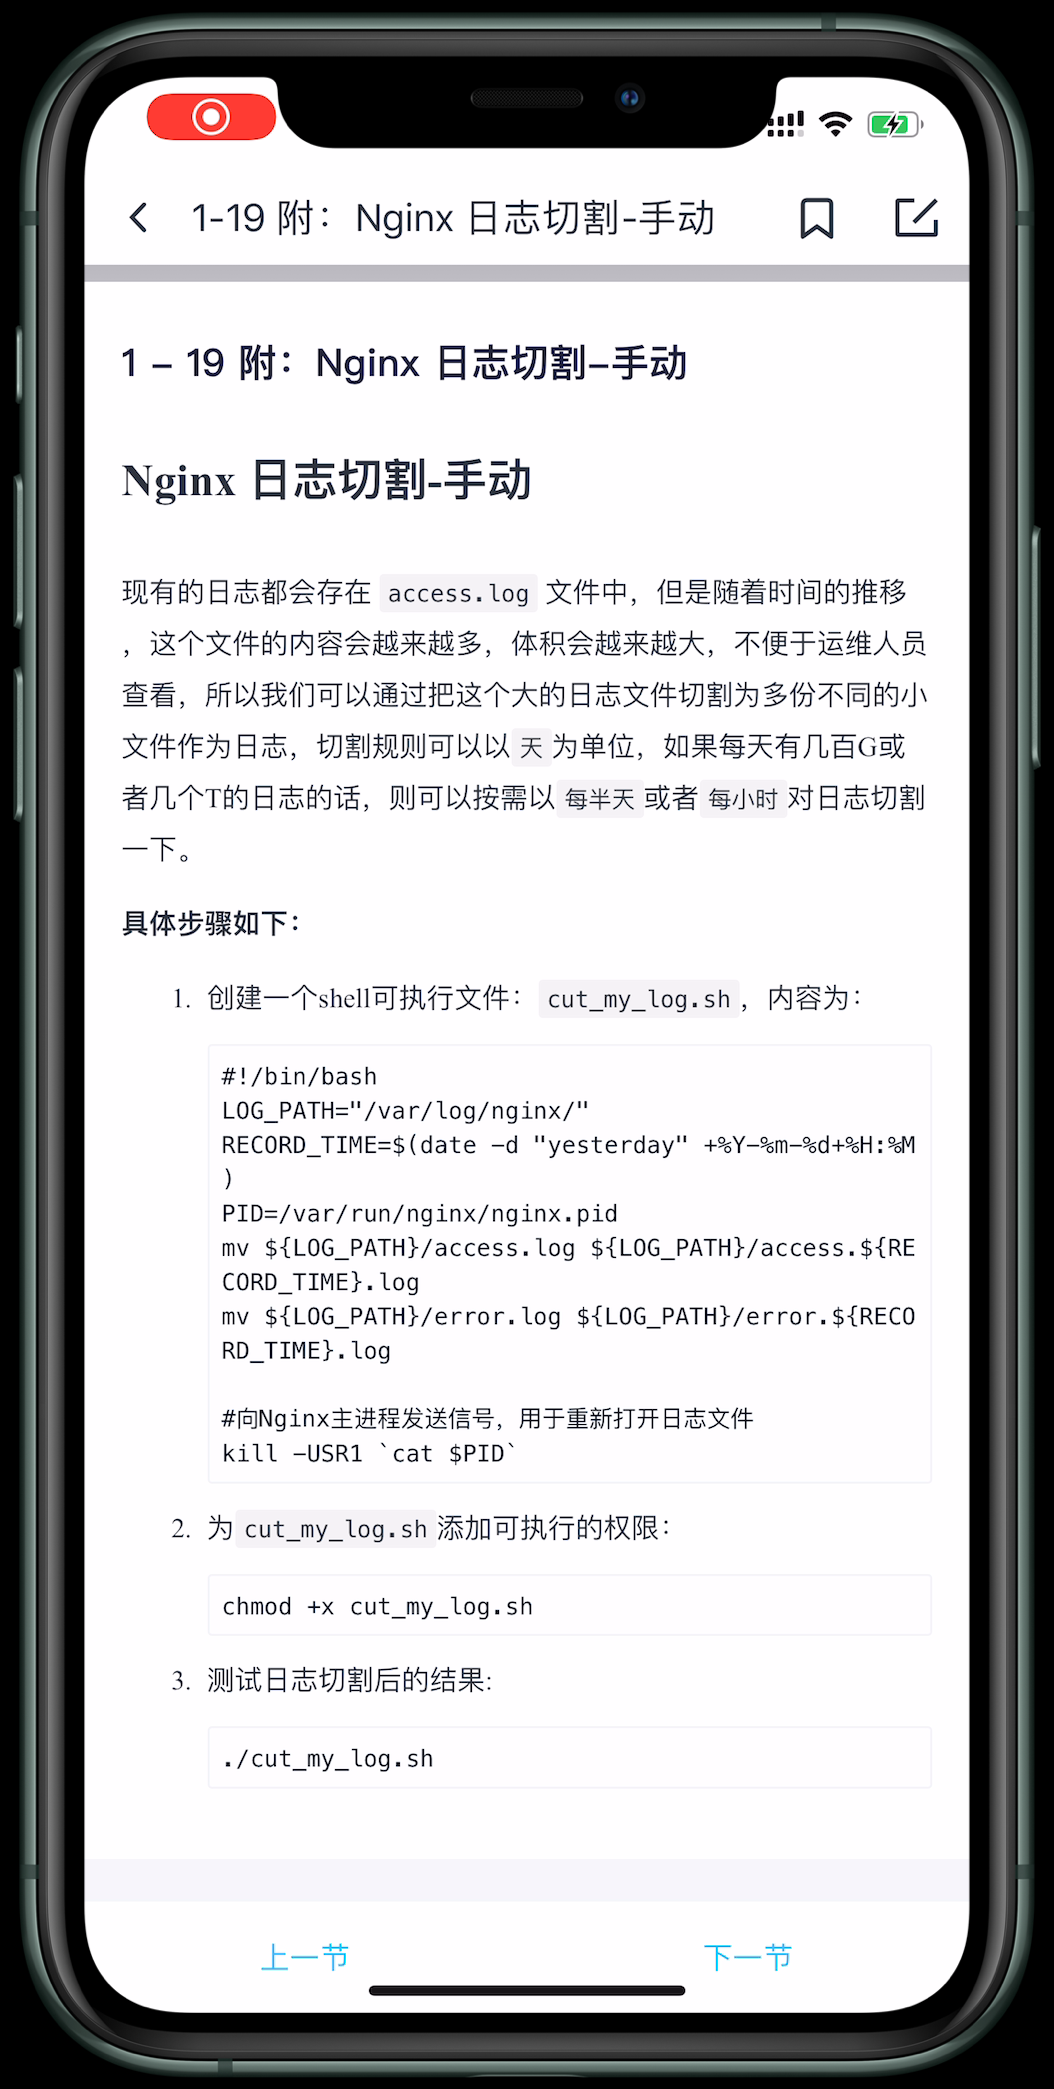 1-19 附：Nginx 日志切割-手动
1 – 19 附：Nginx 日志切割–手动
Nginx 日志切割-手动
现有的日志都会存在 access.log 文件中，但是随着时间的推移
，这个文件的内容会越来越多，体积会越来越大，不便于运维人员
查看，所以我们可以通过把这个大的日志文件切割为多份不同的小
文件作为日志，切割规则可以以 天 为单位，如果每天有几百G或
者几个T的日志的话，则可以按需以 每半天 或者 每小时 对日志切割
一下。
具体步骤如下：
1. 创建一个shell可执行文件： cut_my_log.sh ，内容为：
#!/bin/bash
LOG_PATH="/var/log/nginx/"
RECORD_TIME=$(date -d "yesterday" +%Y-%m-%d+%H:%M
)
PID=/var/run/nginx/nginx.pid
mv ${LOG_PATH}/access.log ${LOG_PATH}/access.${RE
CORD_TIME}.log
mv ${LOG_PATH}/error.log ${LOG_PATH}/error.${RECO
RD_TIME}.log
#向Nginx主进程发送信号，用于重新打开日志文件
kill -USR1 `cat $PID`
2. 为 cut_my_log.sh 添加可执行的权限：
chmod +x cut_my_log.sh
3. 测试日志切割后的结果:
./cut_my_log.sh
上一节 下一节